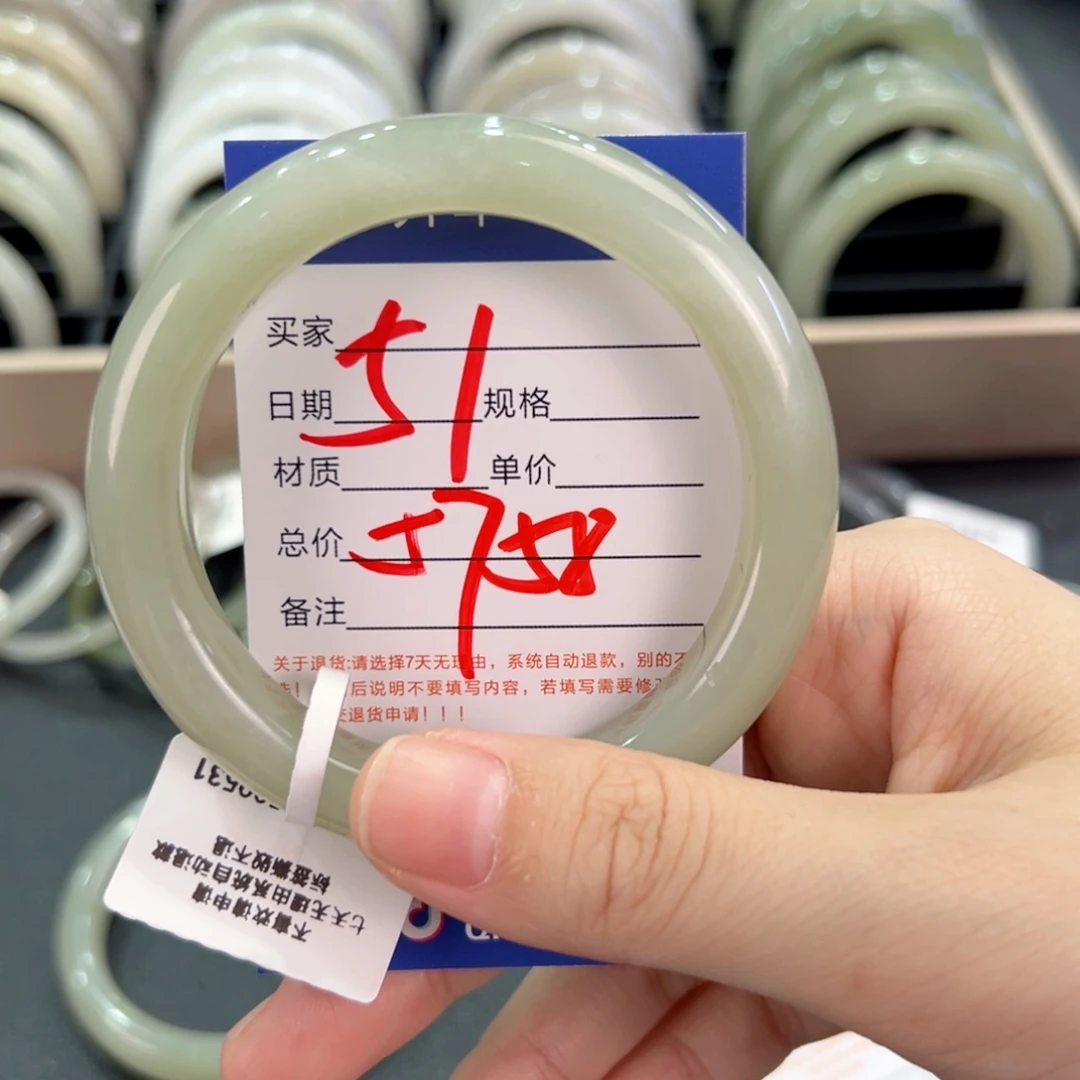 买家
51
日期 规格
材质 单价
总价 5758
备注
关于退货:请选择7天无理由，系统自动退款，别的不
后说明不要填写内容，若填写需要修
退货申请！！！
不喜欢请申请
七天无理由系统自动退款
标签撕毁不退
00531